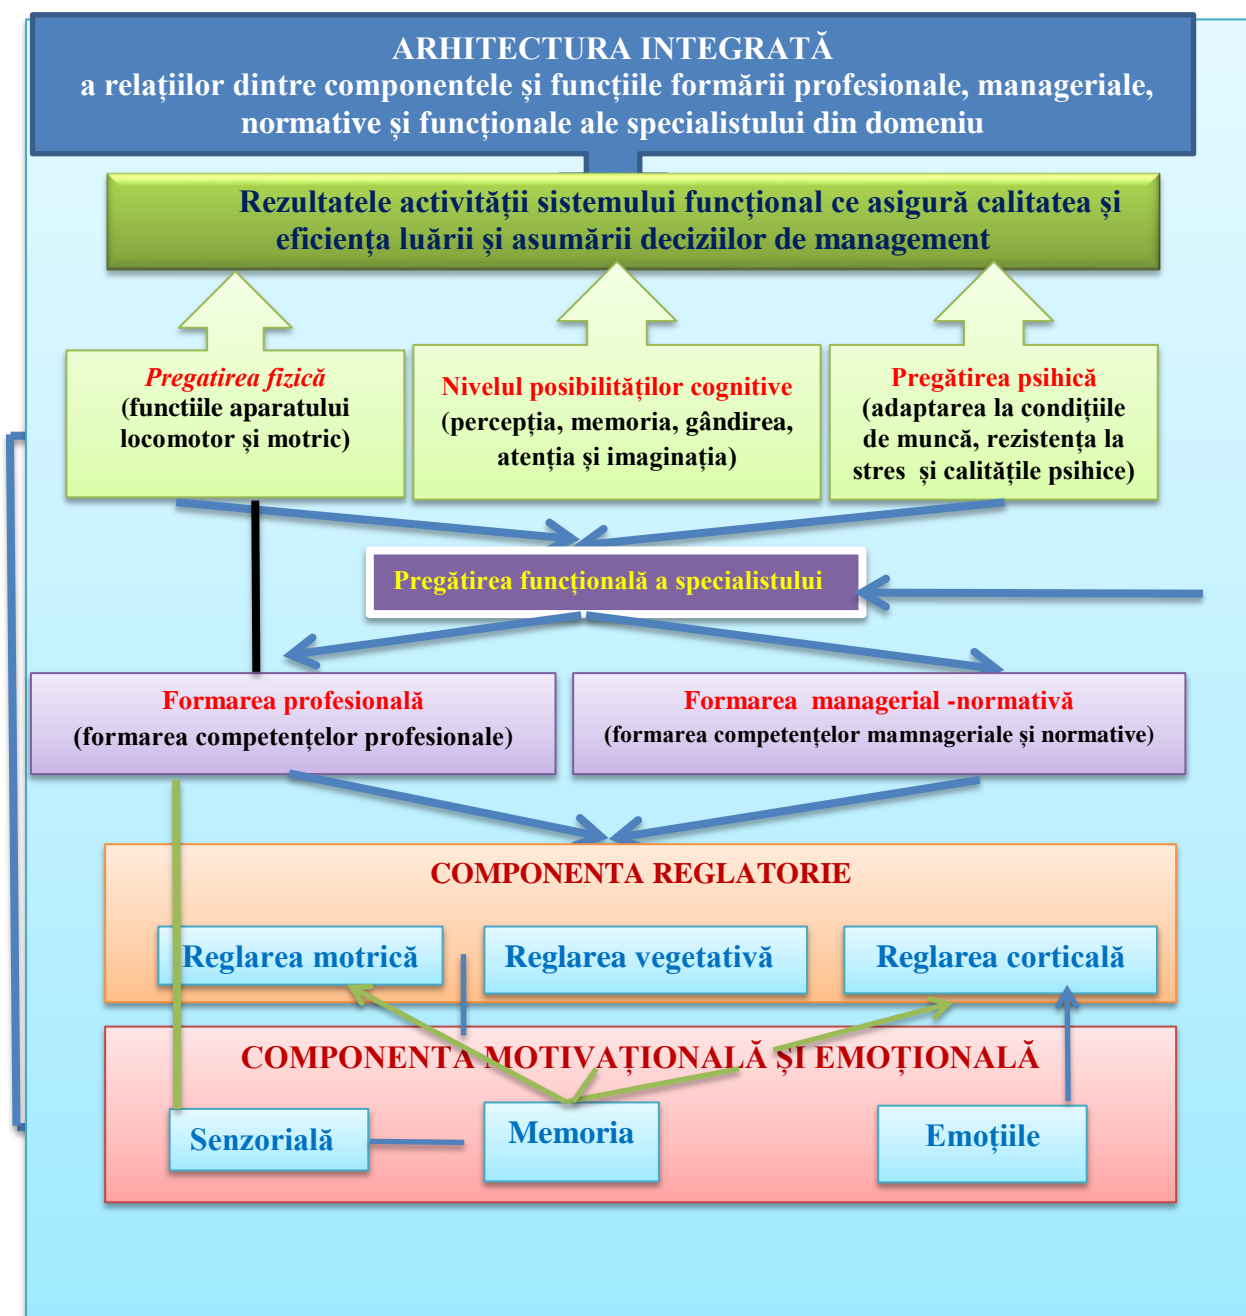 ARHITECTURA INTEGRATĂ
a relațiilor dintre componentele și funcțiile formării profesionale, manageriale,
normative și funcționale ale specialistului din domeniu
Rezultatele activității sistemului funcțional ce asigură calitatea și
eficiența luării și asumării deciziilor de management
Pregatirea fizică
(functiile aparatului
locomotor și motric)
Nivelul posibilităților cognitive
(percepția, memoria, gândirea,
atenția și imaginația)
Pregătirea psihică
(adaptarea la condițiile
de muncă, rezistența la
stres și calitățile psihice)
Pregătirea funcțională a specialistului
Formarea profesională
(formarea competențelor profesionale)
Formarea managerial -normativă
(formarea competențelor mamnageriale și normative)
COMPONENTA REGLATORIE
Reglarea motrică
Reglarea vegetativă
Reglarea corticală
COMPONENTA MOTIVAȚIONALĂ ȘI EMOȚIONALĂ
Senzorială
Memoria
Emoțiile